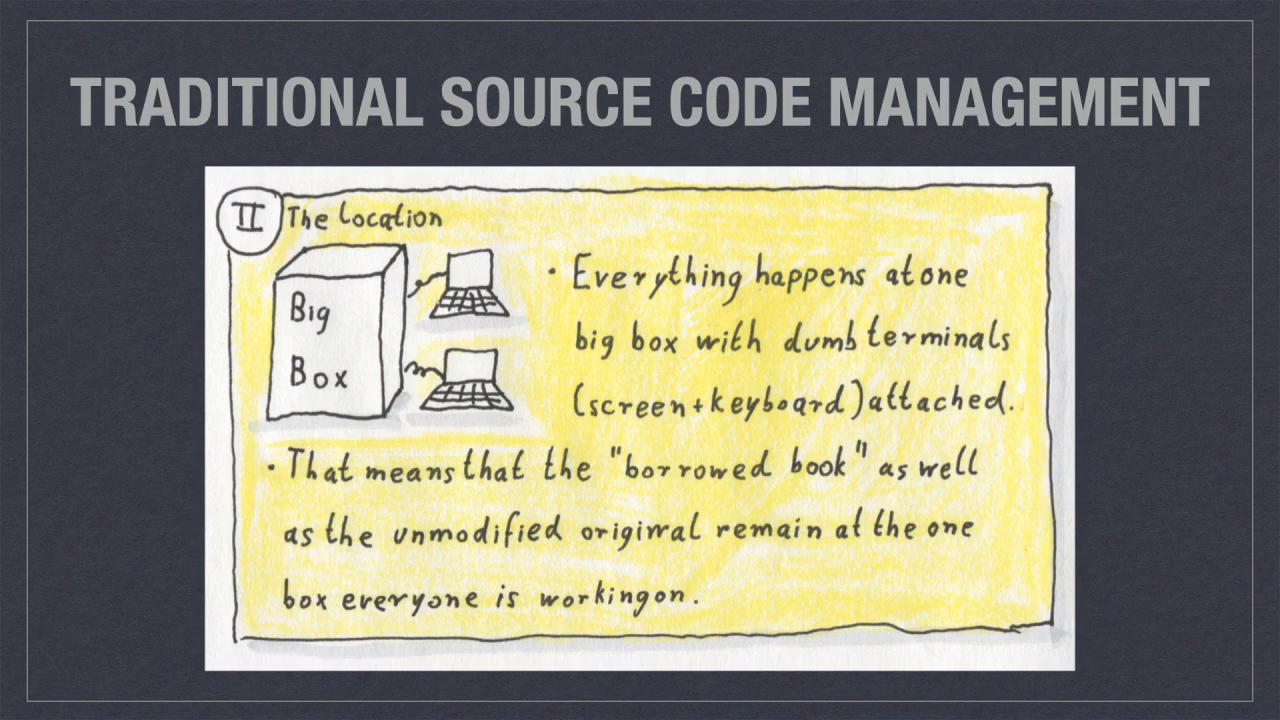 TRADITIONAL SOURCE CODE MANAGEMENT
II The Location
Big
Box
• Everything happens at one
big box with dumb terminals
(screen+keyboard) attached.
• That means that the "borrowed book" as well
as the unmodified original remain at the one
box everyone is working on.